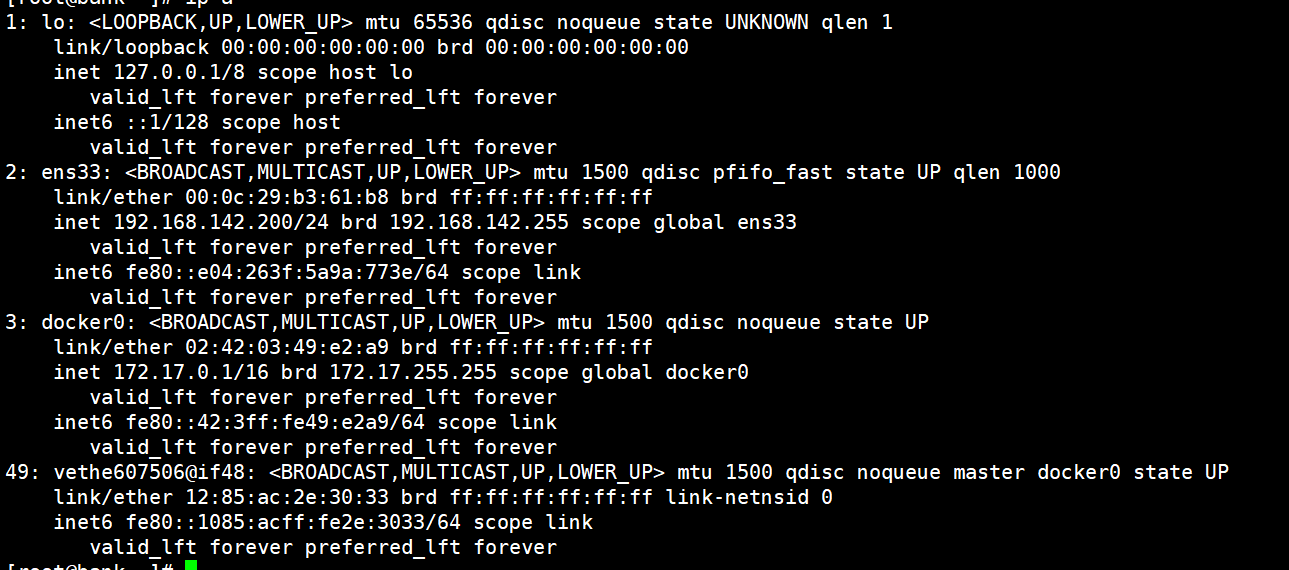 [root@bank ~]# ip a
1: lo: <LOOPBACK,UP,LOWER_UP> mtu 65536 qdisc noqueue state UNKNOWN qlen 1
    link/loopback 00:00:00:00:00:00 brd 00:00:00:00:00:00
    inet 127.0.0.1/8 scope host lo
       valid_lft forever preferred_lft forever
    inet6 ::1/128 scope host
       valid_lft forever preferred_lft forever
2: ens33: <BROADCAST,MULTICAST,UP,LOWER_UP> mtu 1500 qdisc pfifo_fast state UP qlen 1000
    link/ether 00:0c:29:b3:61:b8 brd ff:ff:ff:ff:ff:ff
    inet 192.168.142.200/24 brd 192.168.142.255 scope global ens33
       valid_lft forever preferred_lft forever
    inet6 fe80::e04:263f:5a9a:773e/64 scope link
       valid_lft forever preferred_lft forever
3: docker0: <BROADCAST,MULTICAST,UP,LOWER_UP> mtu 1500 qdisc noqueue state UP
    link/ether 02:42:03:49:e2:a9 brd ff:ff:ff:ff:ff:ff
    inet 172.17.0.1/16 brd 172.17.255.255 scope global docker0
       valid_lft forever preferred_lft forever
    inet6 fe80::42:3ff:fe49:e2a9/64 scope link
       valid_lft forever preferred_lft forever
49: vethe607506@if48: <BROADCAST,MULTICAST,UP,LOWER_UP> mtu 1500 qdisc noqueue master docker0 state UP
    link/ether 12:85:ac:2e:30:33 brd ff:ff:ff:ff:ff:ff link-netnsid 0
    inet6 fe80::1085:acff:fe2e:3033/64 scope link
       valid_lft forever preferred_lft forever
[root@bank ~]#